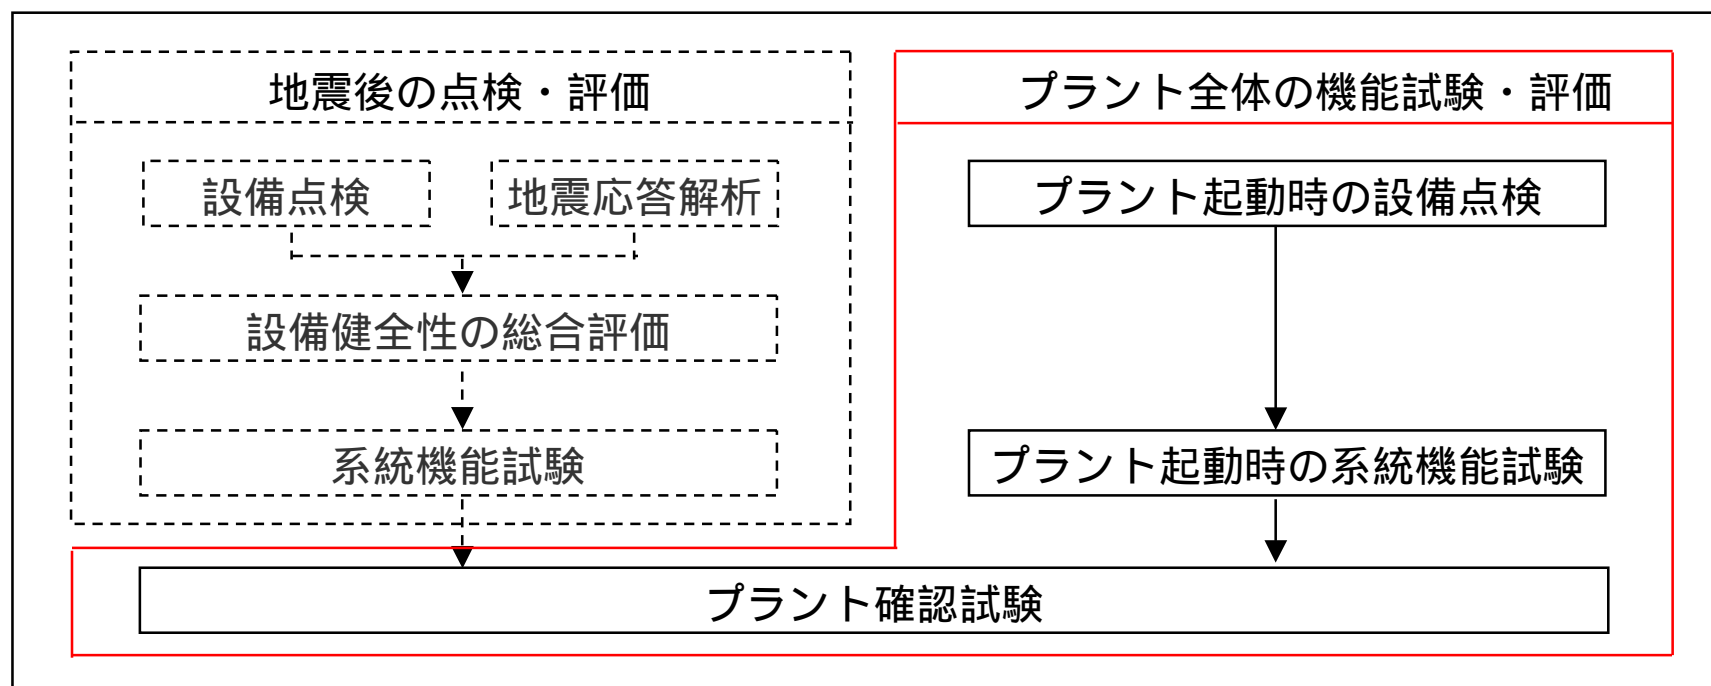 地震後の点検・評価
設備点検
地震応答解析
設備健全性の総合評価
系統機能試験
プラント全体の機能試験・評価
プラント起動時の設備点検
プラント起動時の系統機能試験
プラント確認試験